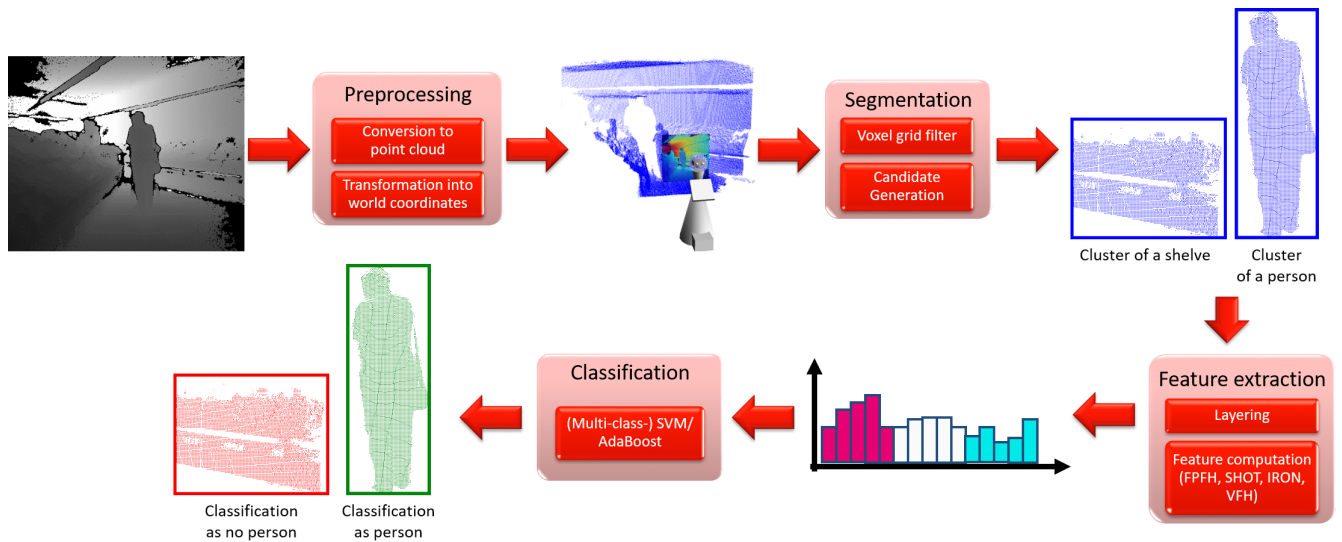 Preprocessing
Conversion to
point cloud
Transformation into
world coordinates
Segmentation
Voxel grid filter
Candidate
Generation
Cluster of a shelve
Cluster
of a person
Feature extraction
Layering
Feature computation
(FPFH, SHOT, IRON,
VFH)
Classification
(Multi-class-) SVM/
AdaBoost
Classification
as no person
Classification
as person